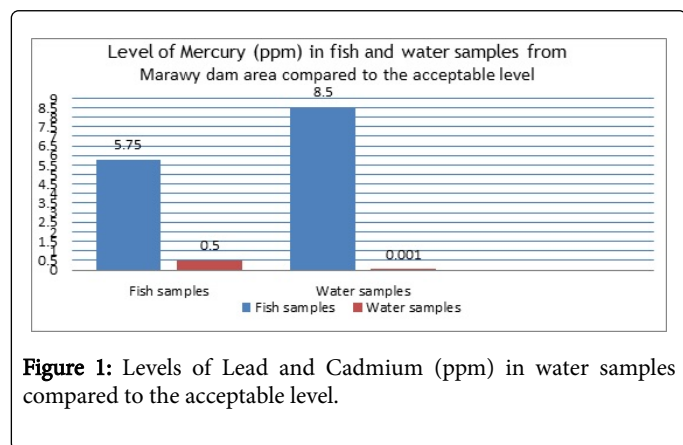 Level of Mercury (ppm) in fish and water samples from
Marawy dam area compared to the acceptable level
9
8.5
8
7.5
7
6.5
6
5.5
5
4.5
4
3.5
3
2.5
2
1.5
1
0.5
0
5.75
0.5
8.5
0.001
Fish samples
Water samples
Fish samples
Water samples
Figure 1: Levels of Lead and Cadmium (ppm) in water samples
compared to the acceptable level.